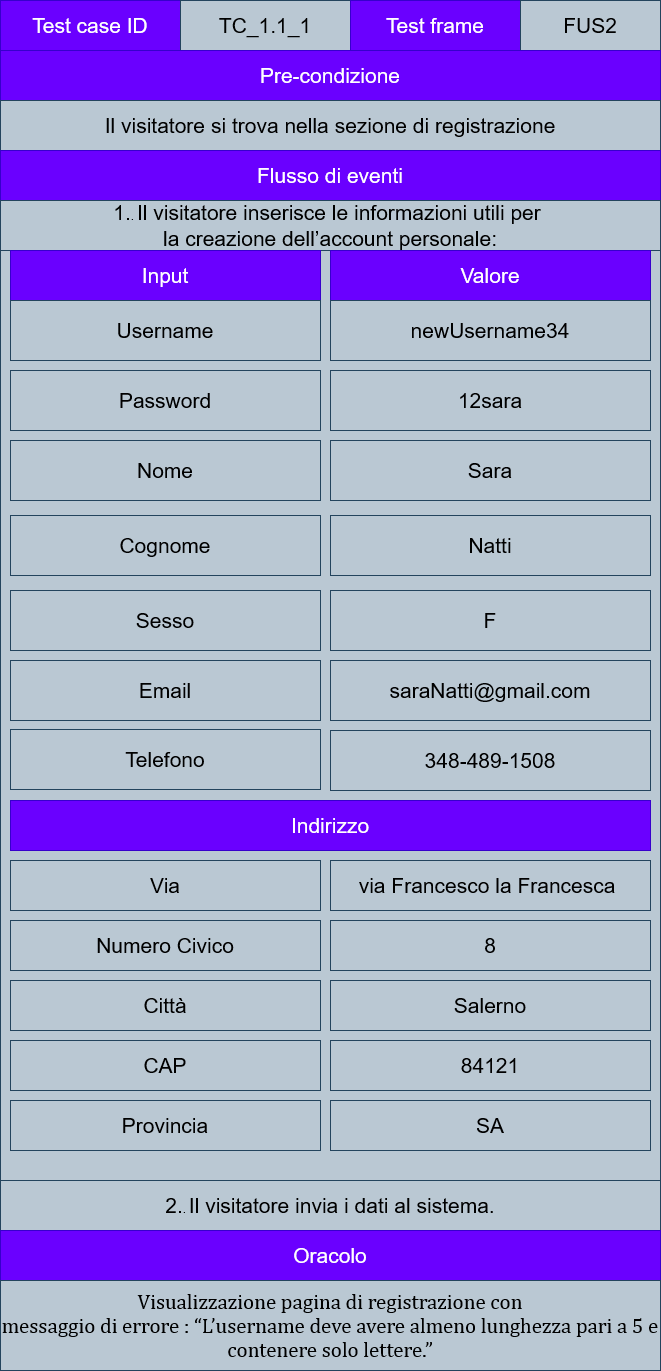 Test case ID TC_1.1_1 Test frame FUS2
Pre-condizione
Il visitatore si trova nella sezione di registrazione
Flusso di eventi
1. Il visitatore inserisce le informazioni utili per
la creazione dell’account personale:
Input Valore
Username newUsername34
Password 12sara
Nome Sara
Cognome Natti
Sesso F
Email saraNatti@gmail.com
Telefono 348-489-1508
Indirizzo
Via via Francesco la Francesca
Numero Civico 8
Città Salerno
CAP 84121
Provincia SA
2. Il visitatore invia i dati al sistema.
Oracolo
Visualizzazione pagina di registrazione con
messaggio di errore : “L’username deve avere almeno lunghezza pari a 5 e
contenere solo lettere.”